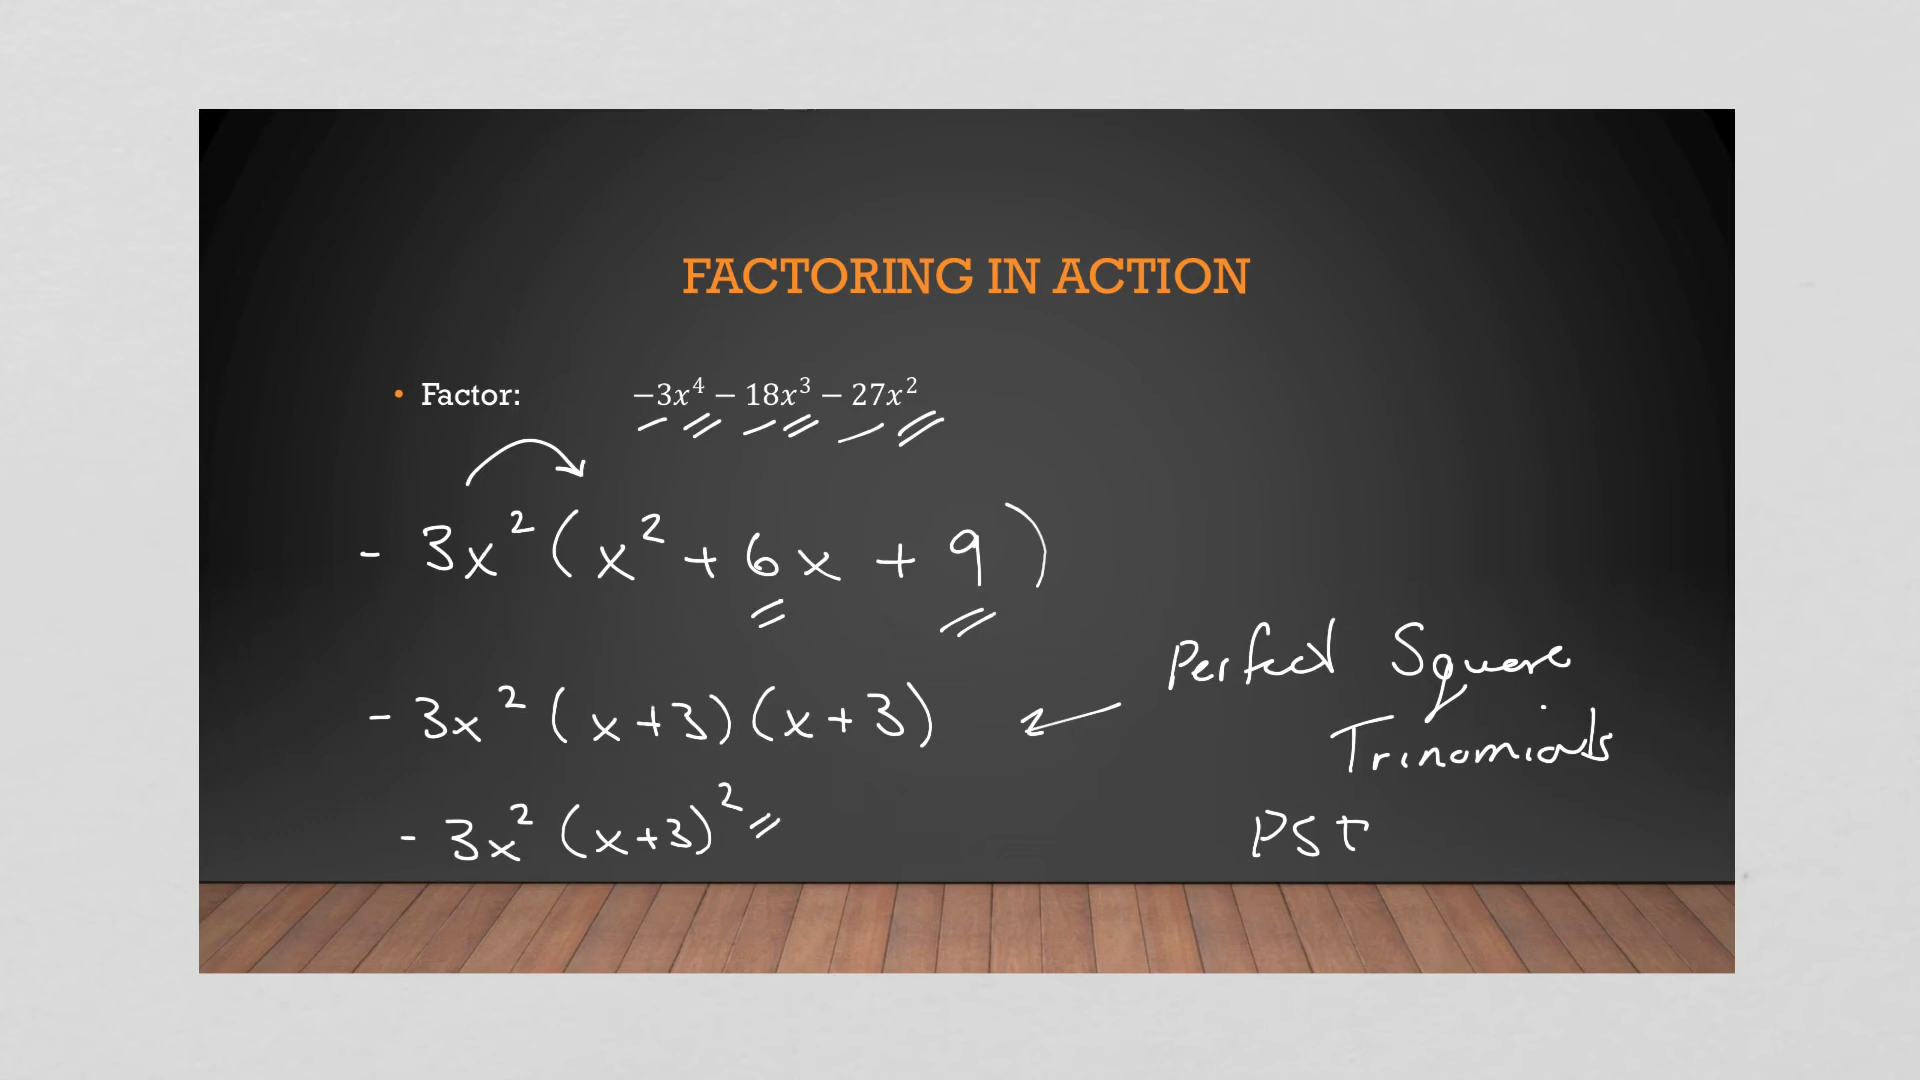 FACTORING IN ACTION
• Factor: −3x⁴ − 18x³ − 27x²
- 3x²(x² + 6x + 9)
Perfect Square
- 3x²(x+3)(x+3)
Trinomials
- 3x²(x+3)²
PST